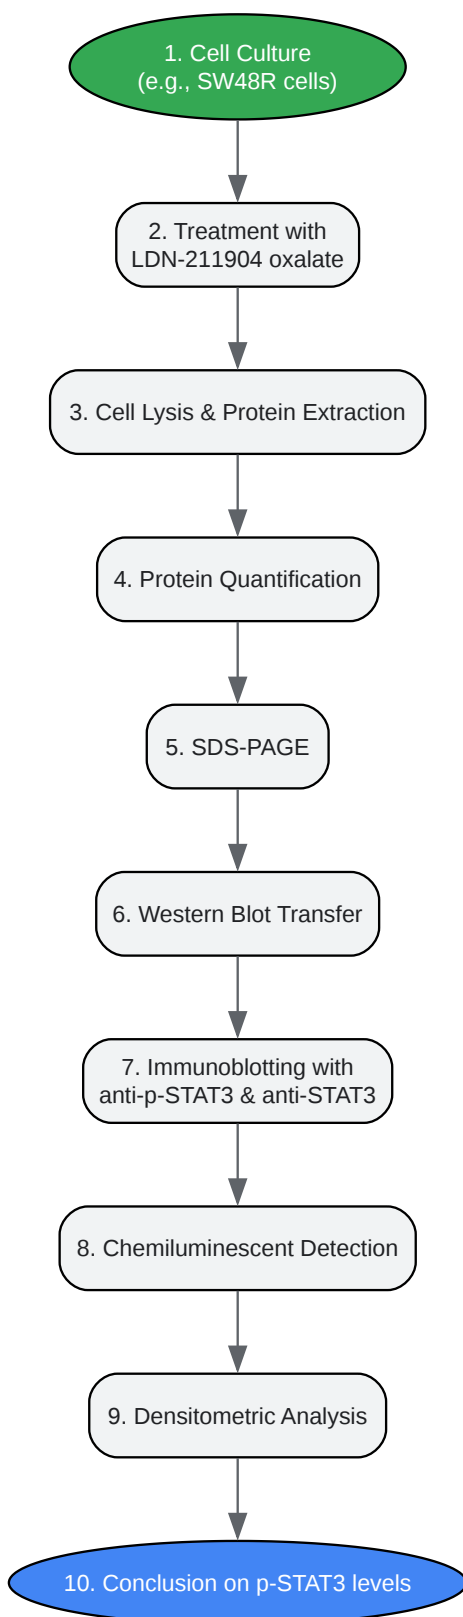 1. Cell Culture
(e.g., SW48R cells)
2. Treatment with
LDN-211904 oxalate
3. Cell Lysis & Protein Extraction
4. Protein Quantification
5. SDS-PAGE
6. Western Blot Transfer
7. Immunoblotting with
anti-p-STAT3 & anti-STAT3
8. Chemiluminescent Detection
9. Densitometric Analysis
10. Conclusion on p-STAT3 levels